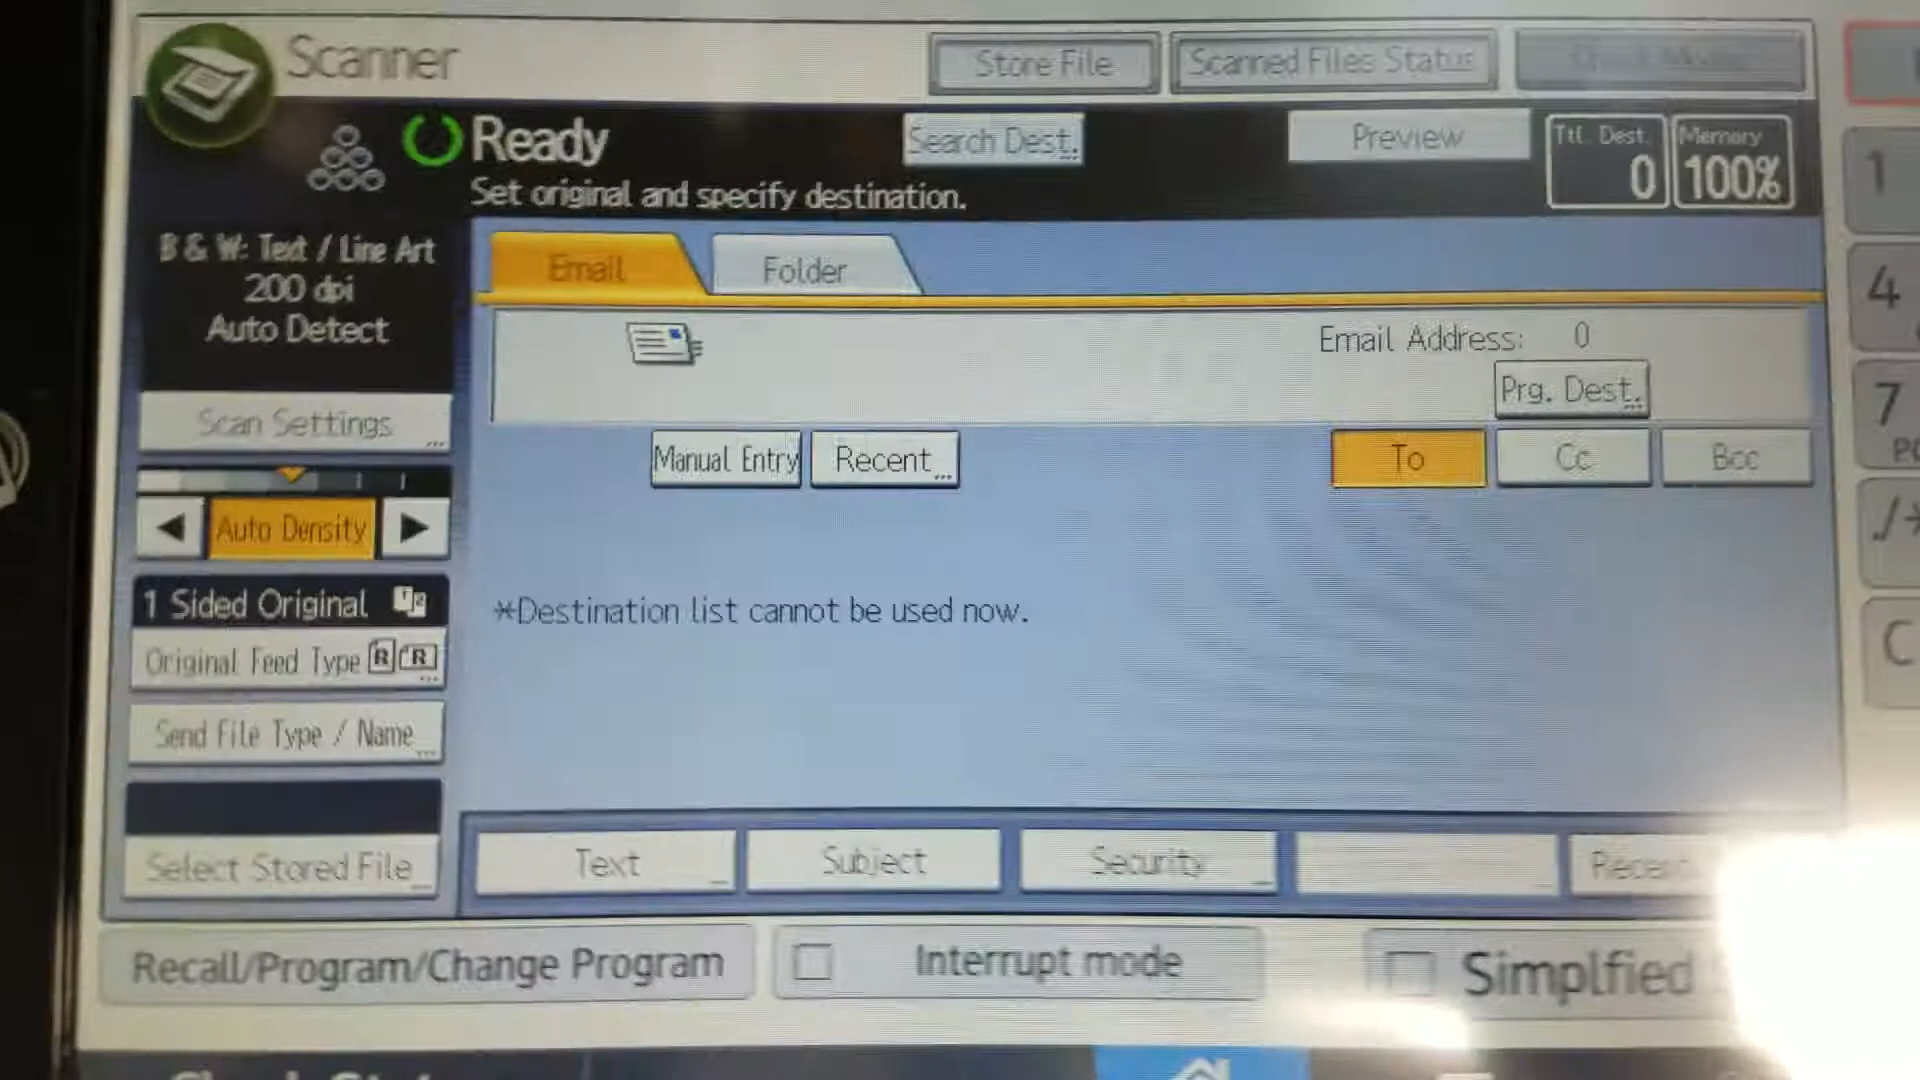 Scanner
Store File
Scanned Files Status
Ready
Search Dest.
Preview
Ttl. Dest.
0
Memory
100%
Set original and specify destination.
B & W: Text / Line Art
200 dpi
Auto Detect
Email
Folder
Email Address: 0
Prg. Dest.
Scan Settings
Manual Entry
Recent
To
Cc
Bcc
Auto Density
1 Sided Original
Original Feed Type
*Destination list cannot be used now.
Send File Type / Name
Select Stored File
Text
Subject
Security
Recall/Program/Change Program
Interrupt mode
Simplfied
1
4
7
C